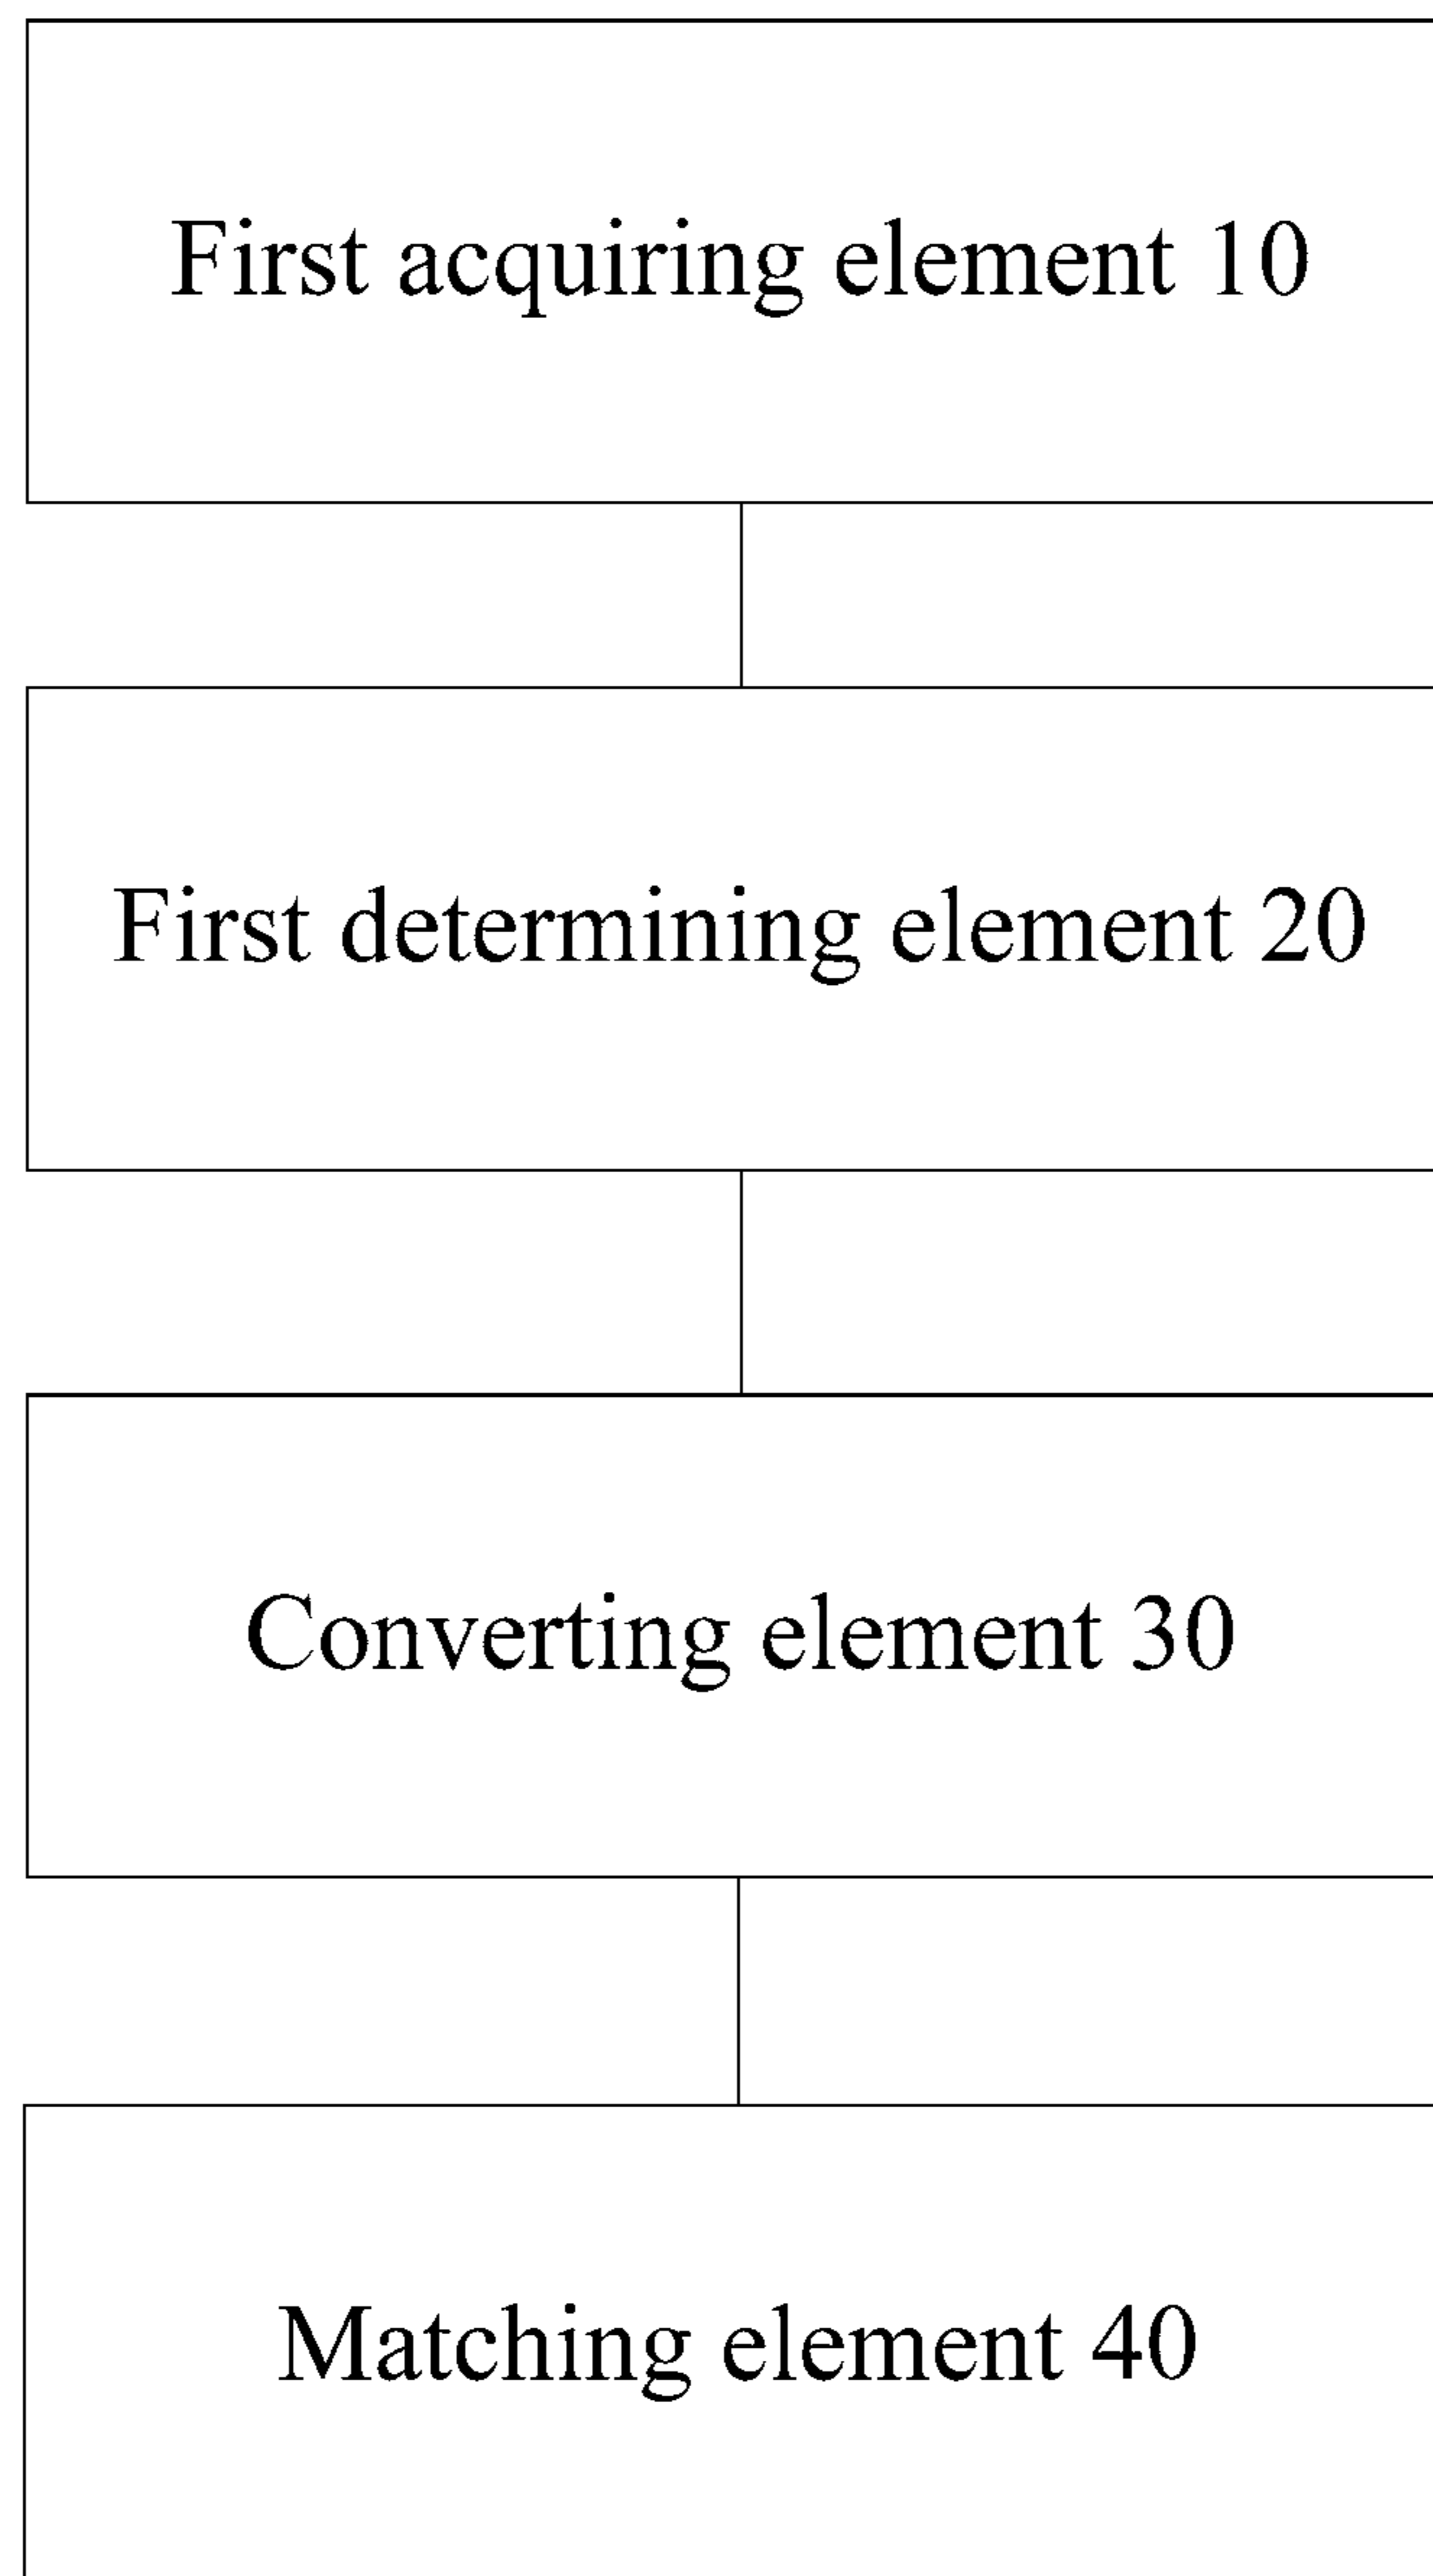 First acquiring element 10
First determining element 20
Converting element 30
Matching element 40